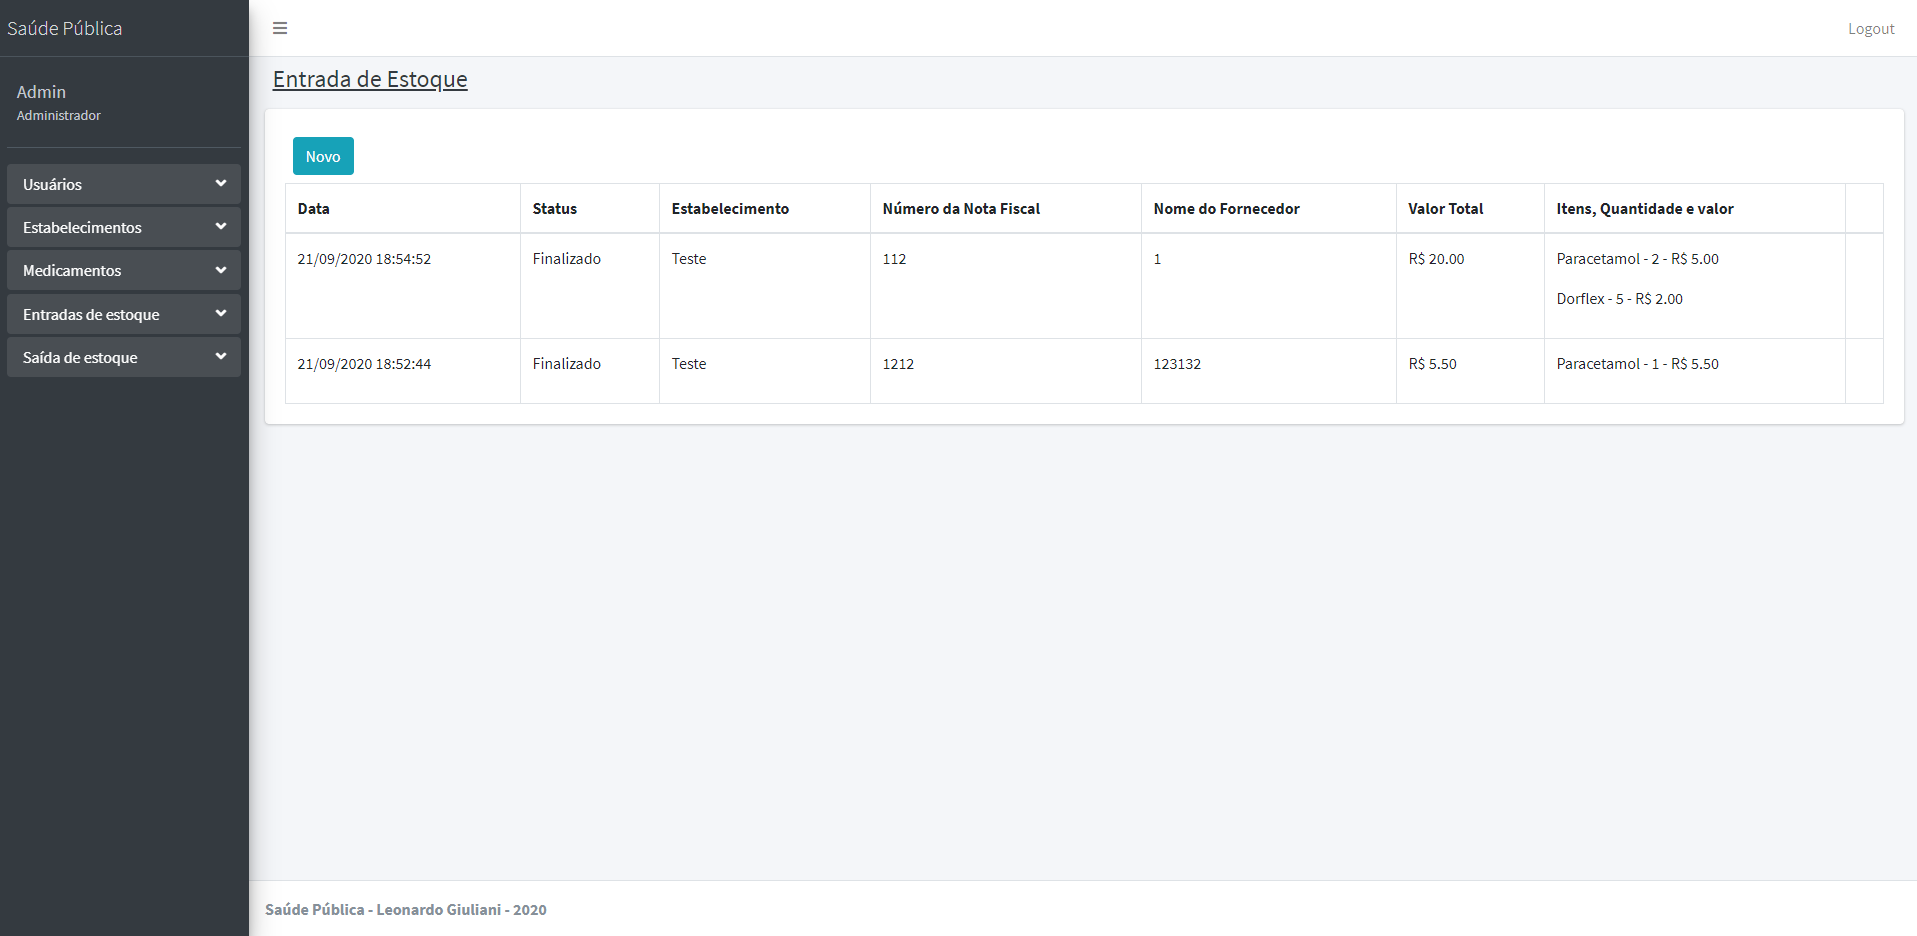 Saúde Pública
Logout
Admin
Administrador
Usuários
Estabelecimentos
Medicamentos
Entradas de estoque
Saída de estoque
Entrada de Estoque
Novo
Data Status Estabelecimento Número da Nota Fiscal Nome do Fornecedor Valor Total Itens, Quantidade e valor
21/09/2020 18:54:52 Finalizado Teste 112 1 R$ 20.00 Paracetamol - 2 - R$ 5.00
Dorflex - 5 - R$ 2.00
21/09/2020 18:52:44 Finalizado Teste 1212 123132 R$ 5.50 Paracetamol - 1 - R$ 5.50
Saúde Pública - Leonardo Giuliani - 2020